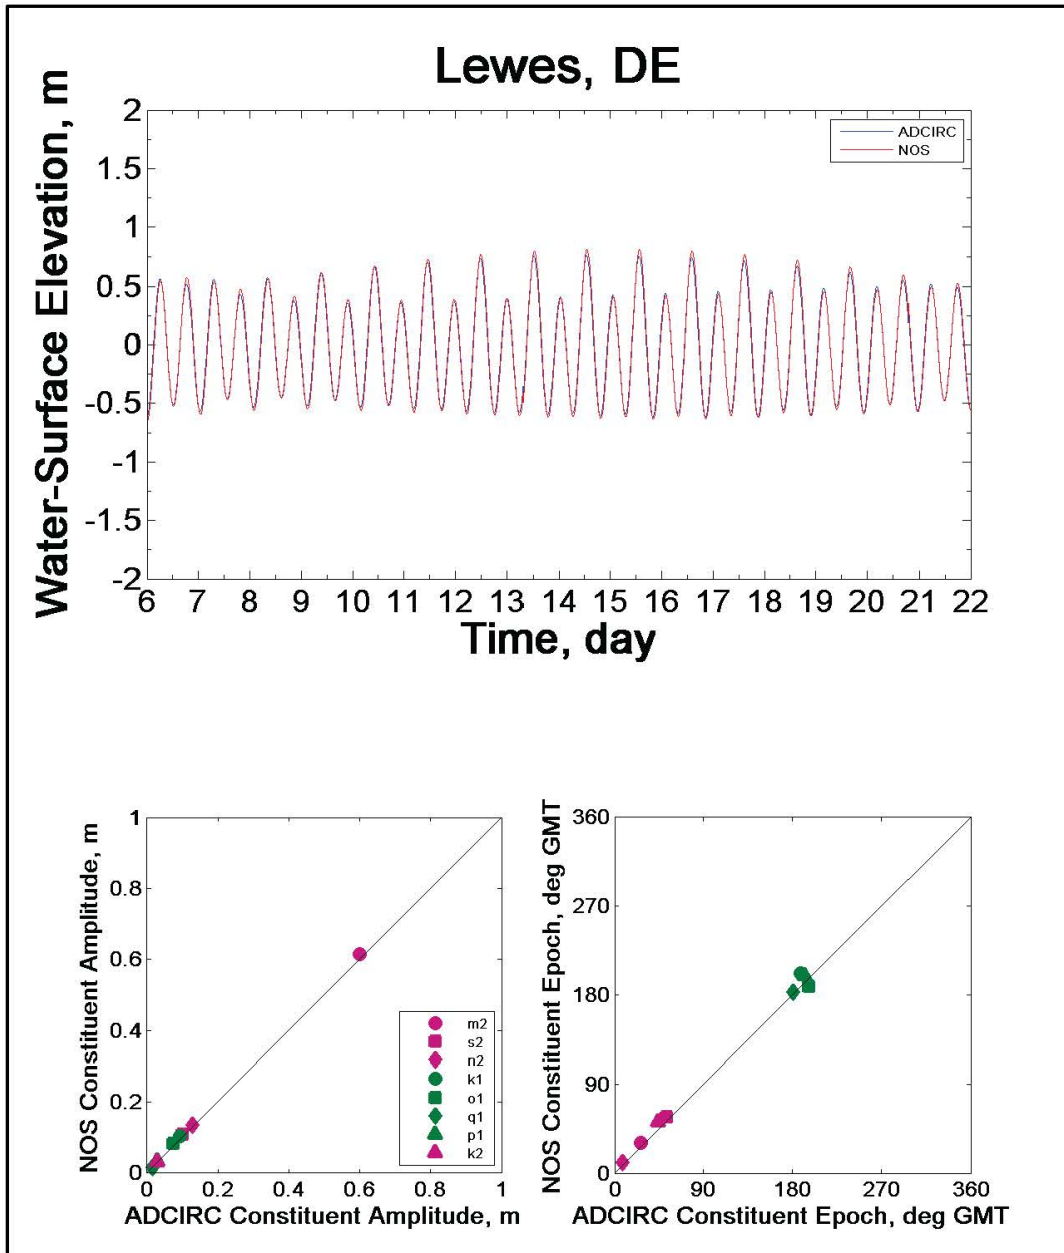 Lewes, DE
Water-Surface Elevation, m
2
1.5
1
0.5
0
-0.5
-1
-1.5
-2
ADCIRC
NOS
6 7 8 9 10 11 12 13 14 15 16 17 18 19 20 21 22
Time, day
NOS Constituent Amplitude, m
1
0.8
0.6
0.4
0.2
0
m2
s2
n2
k1
o1
q1
p1
k2
0 0.2 0.4 0.6 0.8 1
ADCIRC Constituent Amplitude, m
NOS Constituent Epoch, deg GMT
360
270
180
90
0
0 90 180 270 360
ADCIRC Constituent Epoch, deg GMT